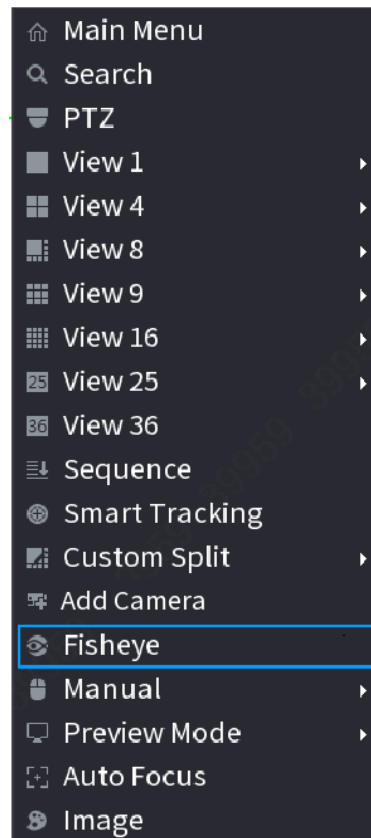 Main Menu
Search
PTZ
View 1
View 4
View 8
View 9
View 16
25 View 25
36 View 36
Sequence
Smart Tracking
Custom Split
Add Camera
Fisheye
Manual
Preview Mode
Auto Focus
Image